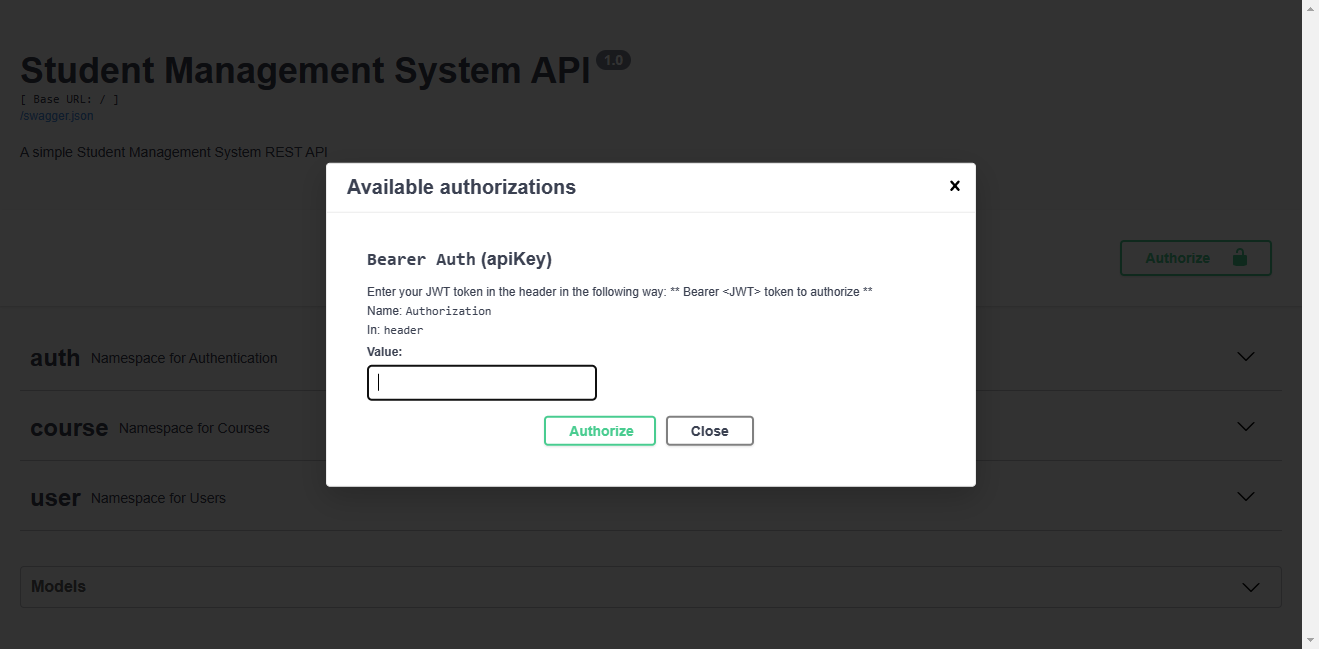 Student Management System API 1.0
[ Base URL: / ]
/swagger.json
A simple Student Management System REST API
Available authorizations
Bearer Auth (apiKey)
Enter your JWT token in the header in the following way: ** Bearer <JWT> token to authorize **
Name: Authorization
In: header
Value:
Authorize Close
Authorize
auth Namespace for Authentication
course Namespace for Courses
user Namespace for Users
Models